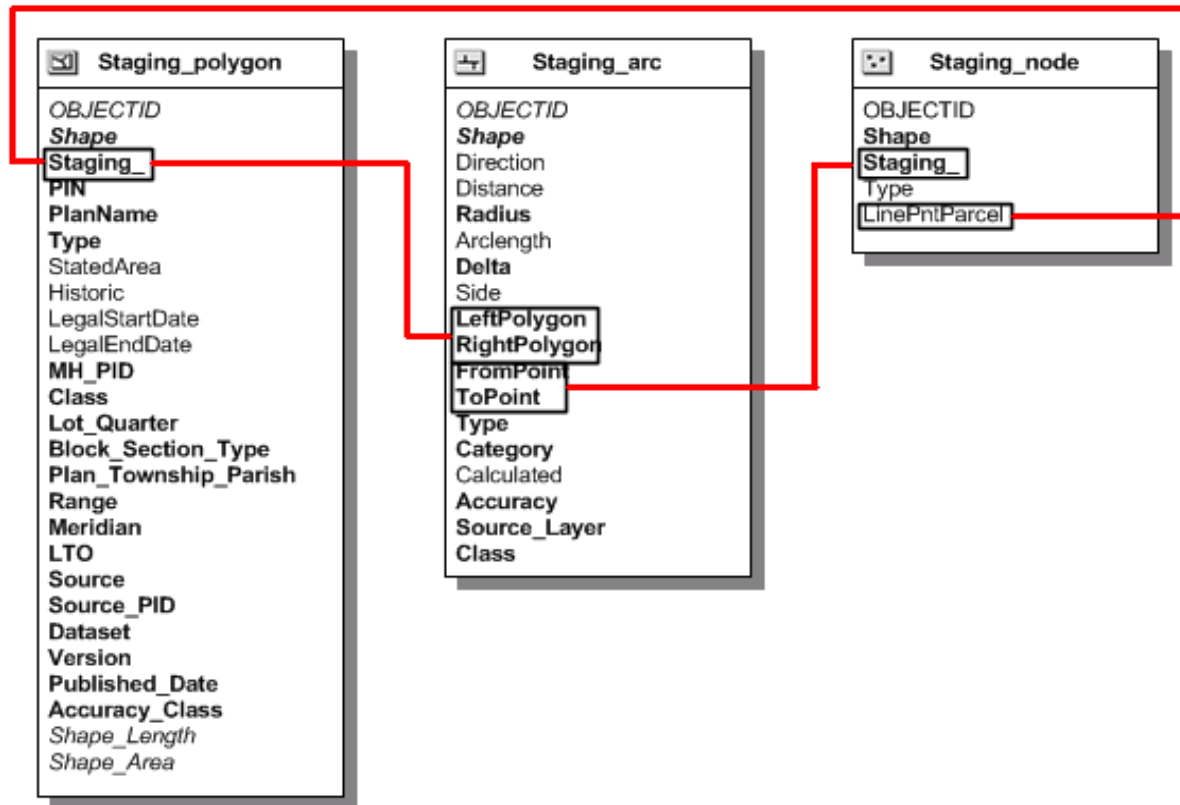 Staging_polygon
OBJECTID
Shape
Staging_
PIN
PlanName
Type
StatedArea
Historic
LegalStartDate
LegalEndDate
MH_PID
Class
Lot_Quarter
Block_Section_Type
Plan_Township_Parish
Range
Meridian
LTO
Source
Source_PID
Dataset
Version
Published_Date
Accuracy_Class
Shape_Length
Shape_Area
Staging_arc
OBJECTID
Shape
Direction
Distance
Radius
Arclength
Delta
Side
LeftPolygon
RightPolygon
FromPoint
ToPoint
Type
Category
Calculated
Accuracy
Source_Layer
Class
Staging_node
OBJECTID
Shape
Staging_
Type
LinePntParcel